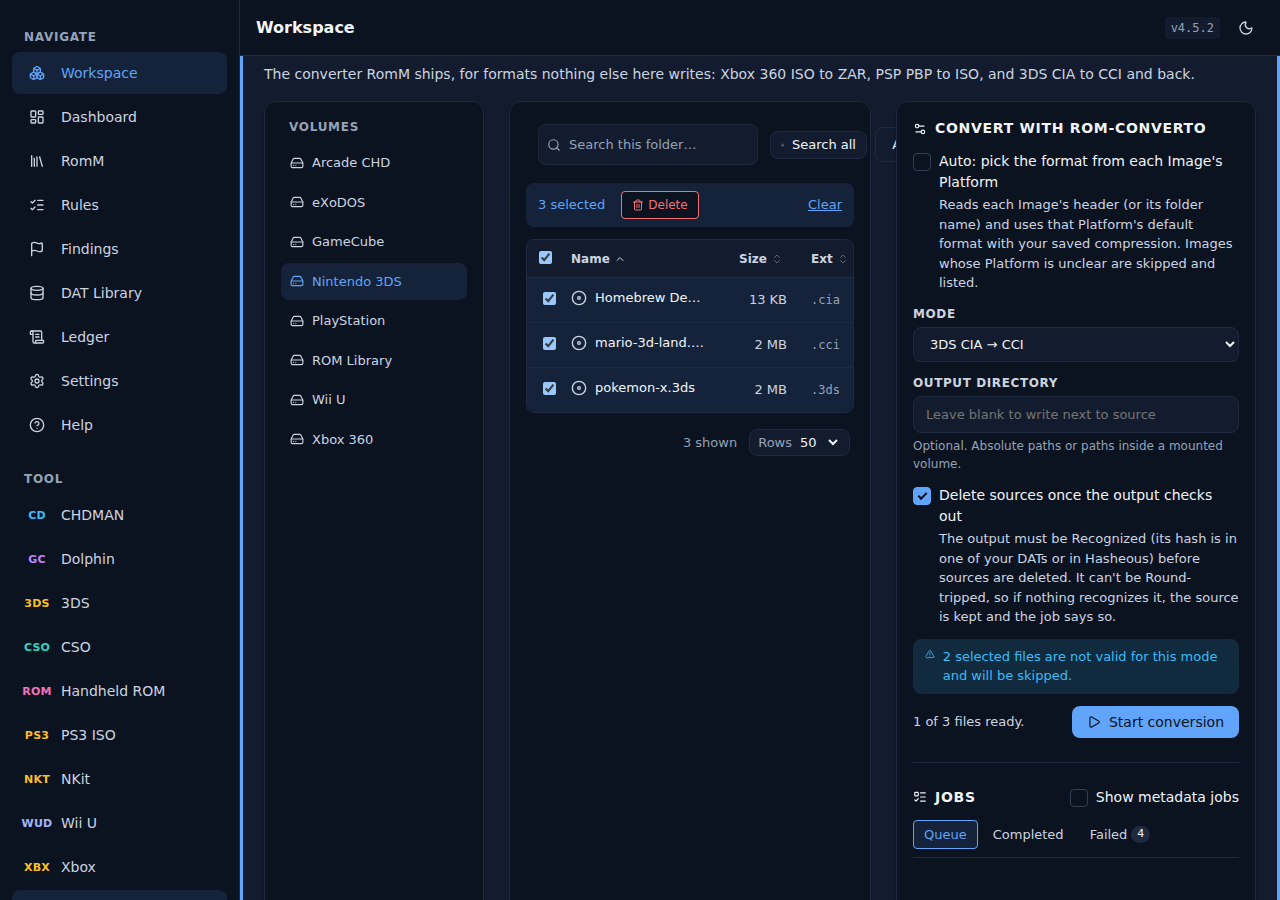 NAVIGATE
Workspace
Dashboard
RomM
Rules
Findings
DAT Library
Ledger
Settings
Help
TOOL
CD CHDMAN
GC Dolphin
3DS 3DS
CSO CSO
ROM Handheld ROM
PS3 PS3 ISO
NKT NKit
WUD Wii U
XBX Xbox
Workspace
v4.5.2
The converter RomM ships, for formats nothing else here writes: Xbox 360 ISO to ZAR, PSP PBP to ISO, and 3DS CIA to CCI and back.
VOLUMES
Arcade CHD
eXoDOS
GameCube
Nintendo 3DS
PlayStation
ROM Library
Wii U
Xbox 360
Search this folder…
Search all
3 selected
Delete
Clear
Name Size Ext
Homebrew De… 13 KB .cia
mario-3d-land.… 2 MB .cci
pokemon-x.3ds 2 MB .3ds
3 shown Rows 50
CONVERT WITH ROM-CONVERTO
Auto: pick the format from each Image's
Platform
Reads each Image's header (or its folder
name) and uses that Platform's default
format with your saved compression. Images
whose Platform is unclear are skipped and
listed.
MODE
3DS CIA → CCI
OUTPUT DIRECTORY
Leave blank to write next to source
Optional. Absolute paths or paths inside a mounted
volume.
Delete sources once the output checks
out
The output must be Recognized (its hash is in
one of your DATs or in Hasheous) before
sources are deleted. It can't be Round-
tripped, so if nothing recognizes it, the source
is kept and the job says so.
2 selected files are not valid for this mode
and will be skipped.
1 of 3 files ready.
Start conversion
JOBS
Show metadata jobs
Queue
Completed
Failed 4